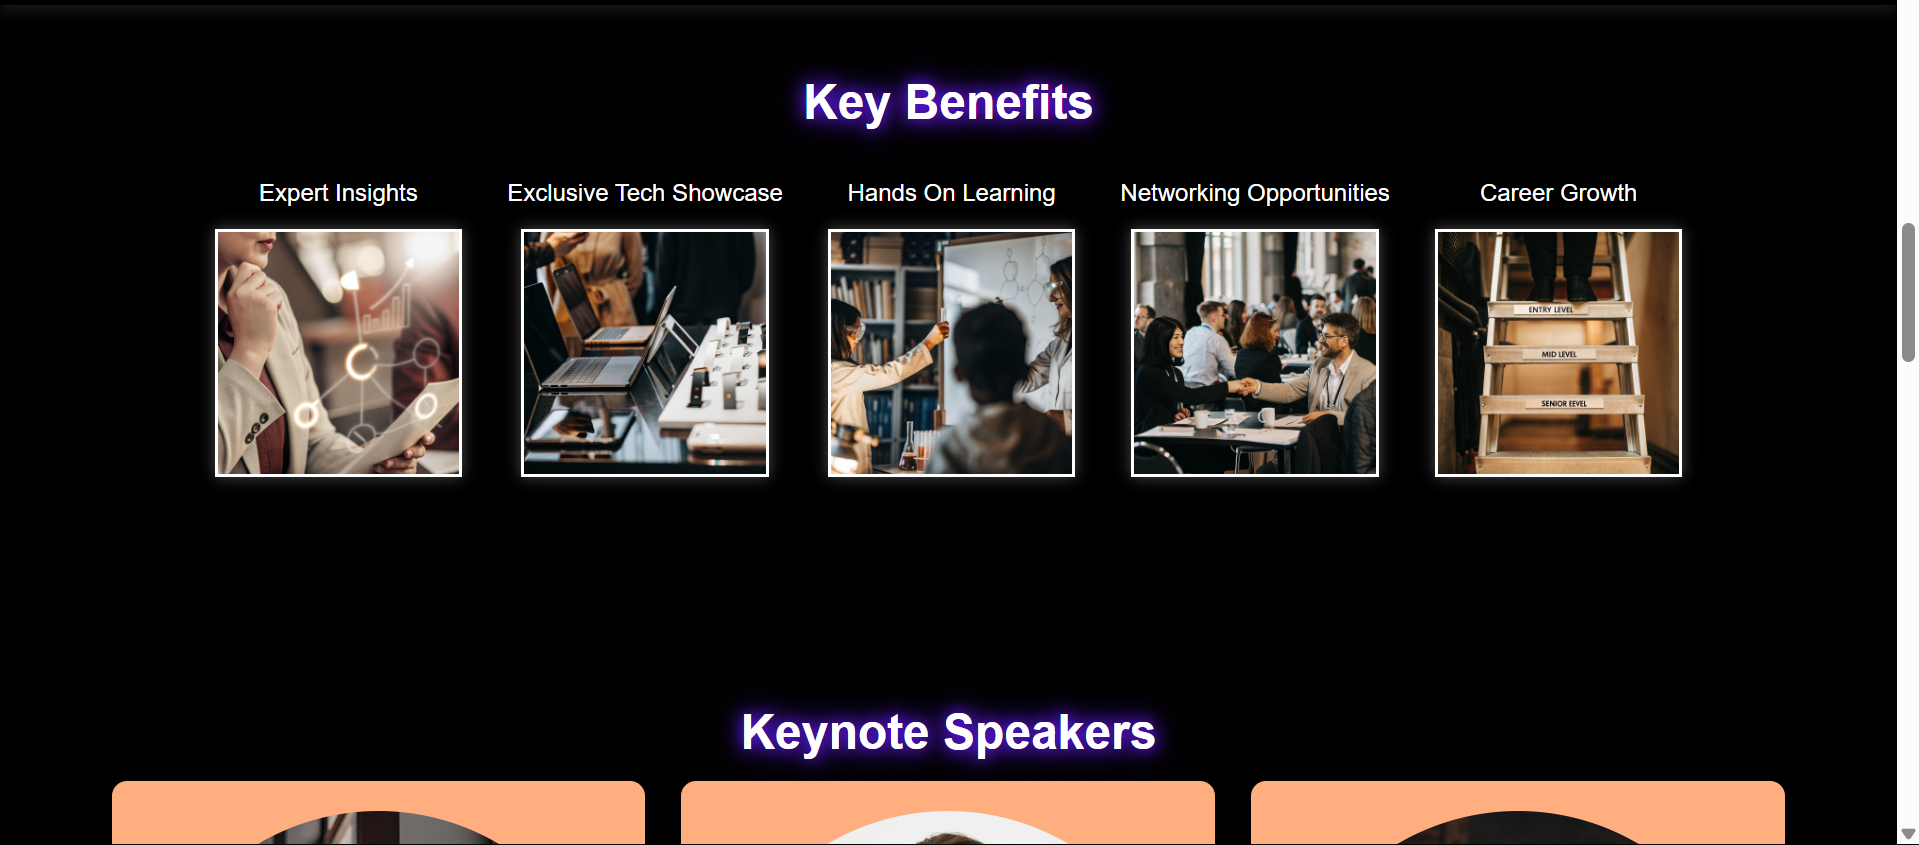 Key Benefits
Expert Insights
Exclusive Tech Showcase
Hands On Learning
Networking Opportunities
Career Growth
ENTRY LEVEL
MID LEVEL
SENIOR EEVEL
Keynote Speakers